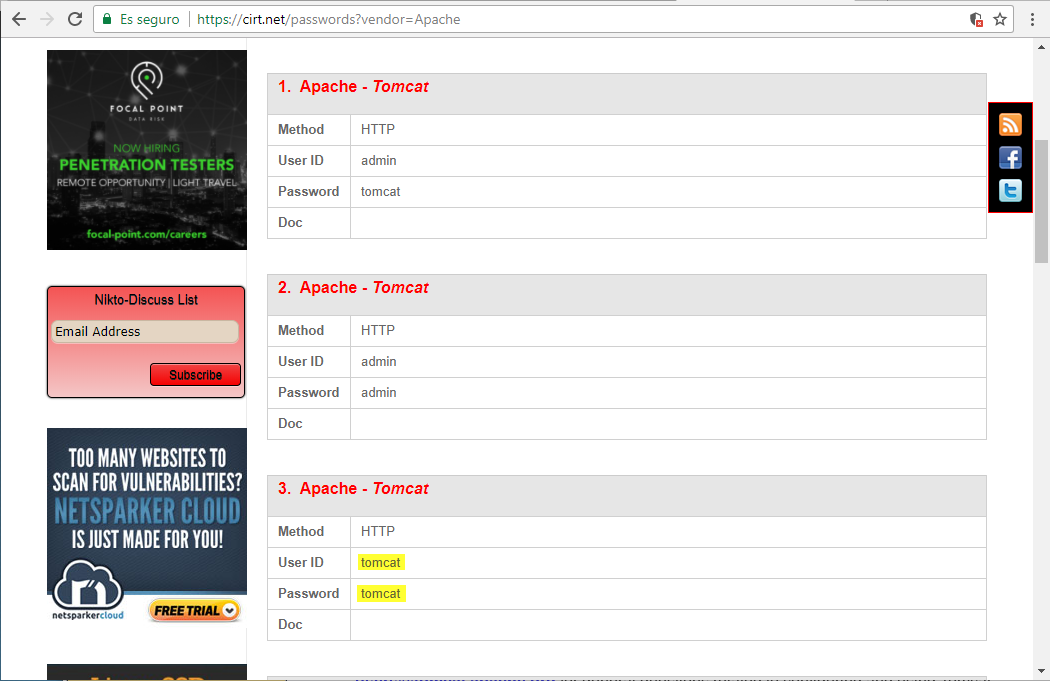 Es seguro
https://cirt.net/passwords?vendor=Apache
FOCAL POINT
DATA RISK
NOW HIRING
PENETRATION TESTERS
REMOTE OPPORTUNITY | LIGHT TRAVEL
focal-point.com/careers
Nikto-Discuss List
Email Address
Subscribe
TOO MANY WEBSITES TO
SCAN FOR VULNERABILITIES?
NETSPARKER CLOUD
IS JUST MADE FOR YOU!
netsparkercloud
FREE TRIAL
1. Apache - Tomcat
Method HTTP
User ID admin
Password tomcat
Doc
2. Apache - Tomcat
Method HTTP
User ID admin
Password admin
Doc
3. Apache - Tomcat
Method HTTP
User ID tomcat
Password tomcat
Doc